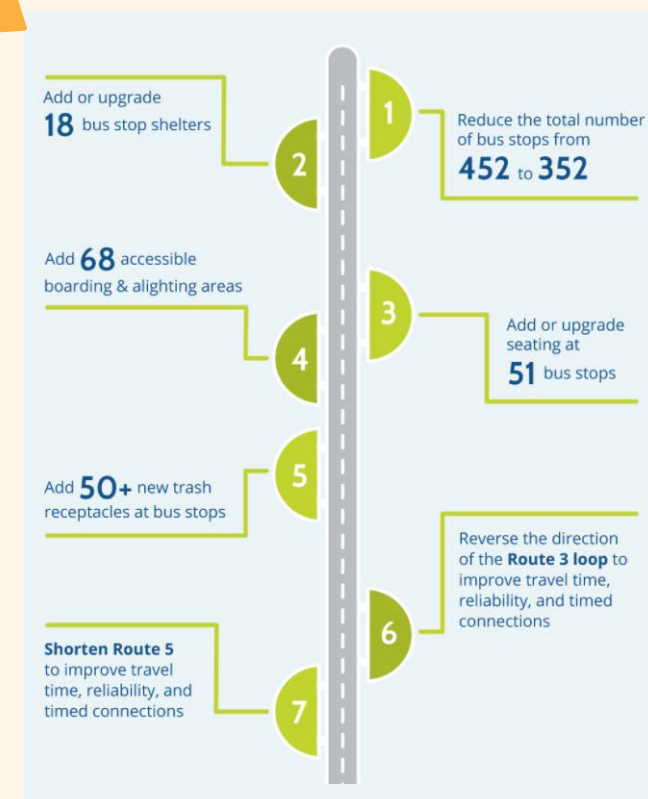 1
Reduce the total number
of bus stops from
452 to 352
2
Add or upgrade
18 bus stop shelters
3
Add or upgrade
seating at
51 bus stops
4
Add 68 accessible
boarding & alighting areas
5
Add 50+ new trash
receptacles at bus stops
6
Reverse the direction
of the Route 3 loop to
improve travel time,
reliability, and timed
connections
7
Shorten Route 5
to improve travel
time, reliability, and
timed connections